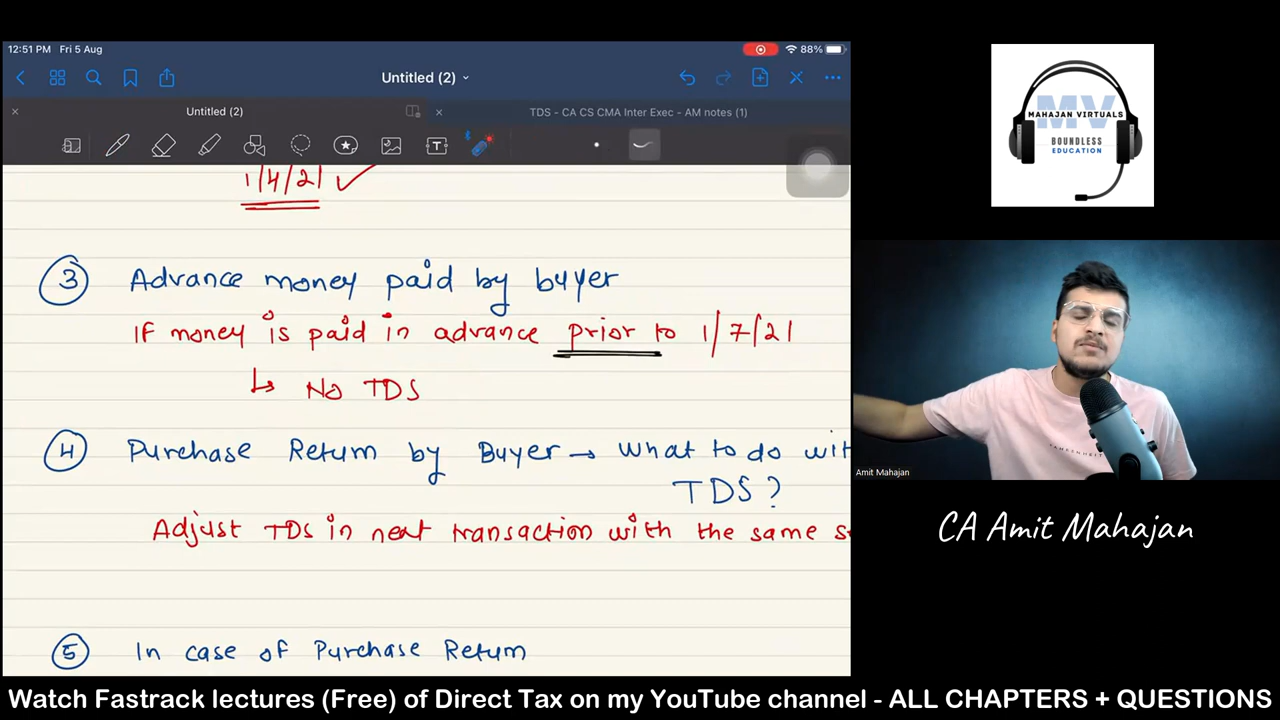 12:51 PM Fri 5 Aug
88%
Untitled (2)
Untitled (2)
TDS - CA CS CMA Inter Exec - AM notes (1)
1/4/21
3 Advance money paid by buyer
If money is paid in advance prior to 1/7/21
No TDS
4 Purchase Return by Buyer → What to do wit
TDS?
Adjust TDS in next transaction with the same s
5 In case of Purchase Return
MV
MAHAJAN VIRTUALS
BOUNDLESS
EDUCATION
Amit Mahajan
CA Amit Mahajan
Watch Fastrack lectures (Free) of Direct Tax on my YouTube channel - ALL CHAPTERS + QUESTIONS